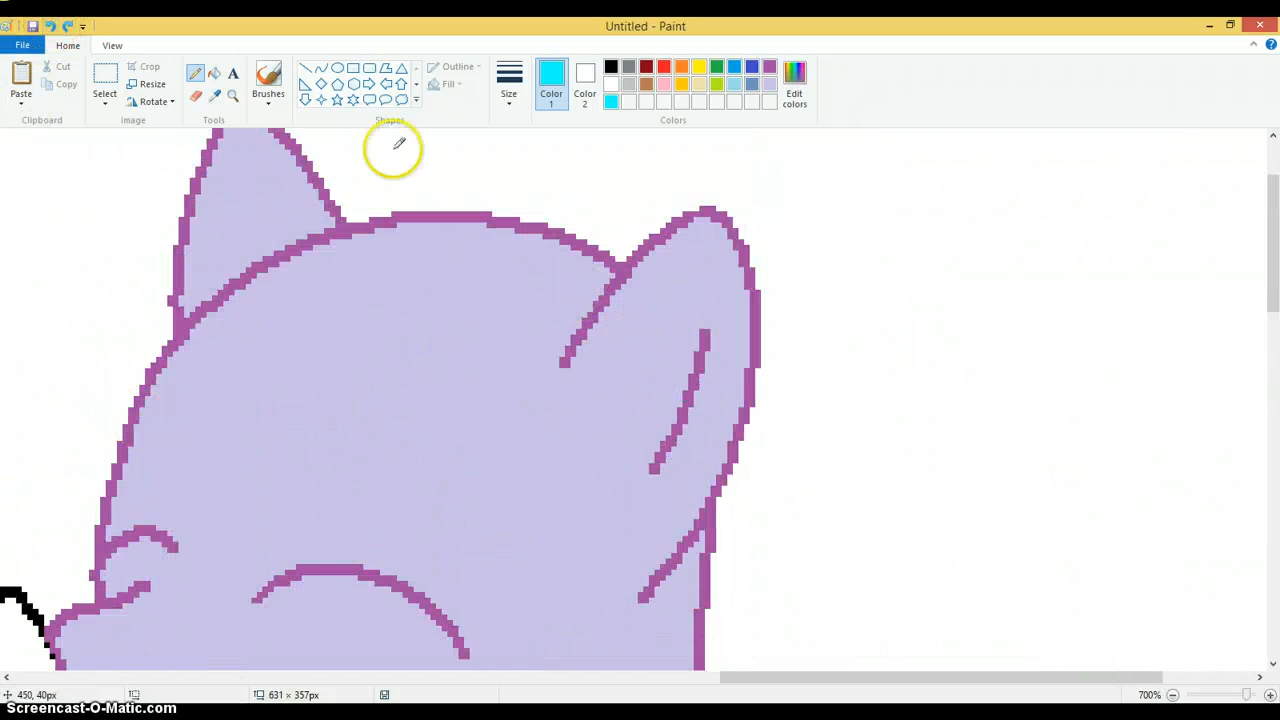 Untitled - Paint
File Home View
Paste
Cut
Copy
Clipboard
Select
Crop
Resize
Rotate
Image
A
Tools
Brushes
Shapes
Outline
Fill
Size
Color 1
Color 2
Edit colors
Colors
450, 40px
631 × 357px
700%
Screencast-O-Matic.com